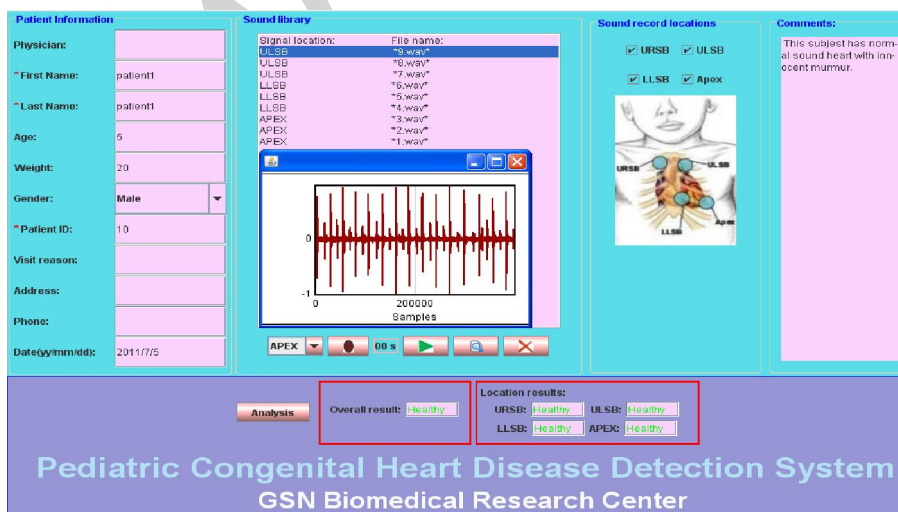 Patient Information
Physician:
*First Name: patient1
*Last Name: patient1
Age: 5
Weight: 20
Gender: Male
*Patient ID: 10
Visit reason:
Address:
Phone:
Date(yy/mm/dd): 2011/7/5
Sound library
Signal location: File name:
ULSB *9.wav*
ULSB *8.wav*
ULSB *7.wav*
LLSB *6.wav*
LLSB *5.wav*
LLSB *4.wav*
APEX *3.wav*
APEX *2.wav*
APEX *1.wav*
0
-1
0 200000
Samples
APEX 00 s
Sound record locations
URSB ULSB
LLSB Apex
URSB ULSB
Apex
LLSB
Comments:
This subjest has norm-
al sound heart with inn-
ocent murmur.
Analysis
Overall result: Healthy
Location results:
URSB: Healthy ULSB: Healthy
LLSB: Healthy APEX: Healthy
Pediatric Congenital Heart Disease Detection System
GSN Biomedical Research Center